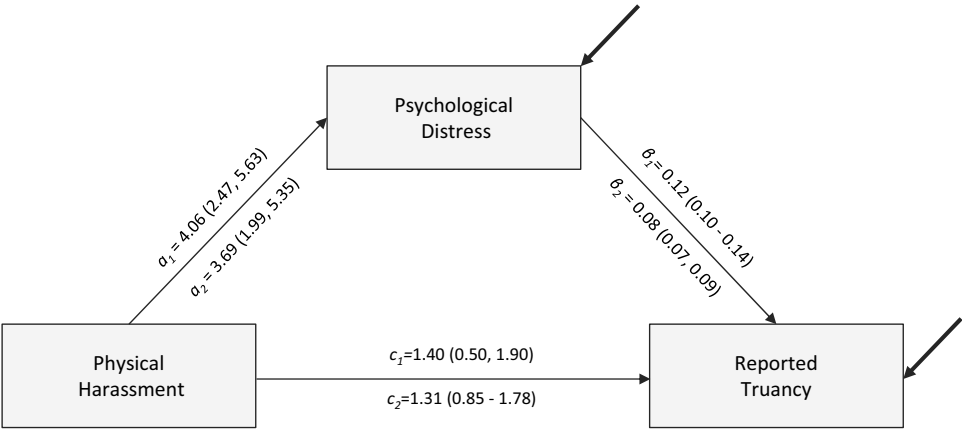 Psychological
Distress
α₁ = 4.06 (2.47, 5.63)
α₂ = 3.69 (1.99, 5.35)
β₁=0.12 (0.10 - 0.14)
β₂ = 0.08 (0.07, 0.09)
Physical
Harassment
c₁=1.40 (0.50, 1.90)
c₂=1.31 (0.85 - 1.78)
Reported
Truancy